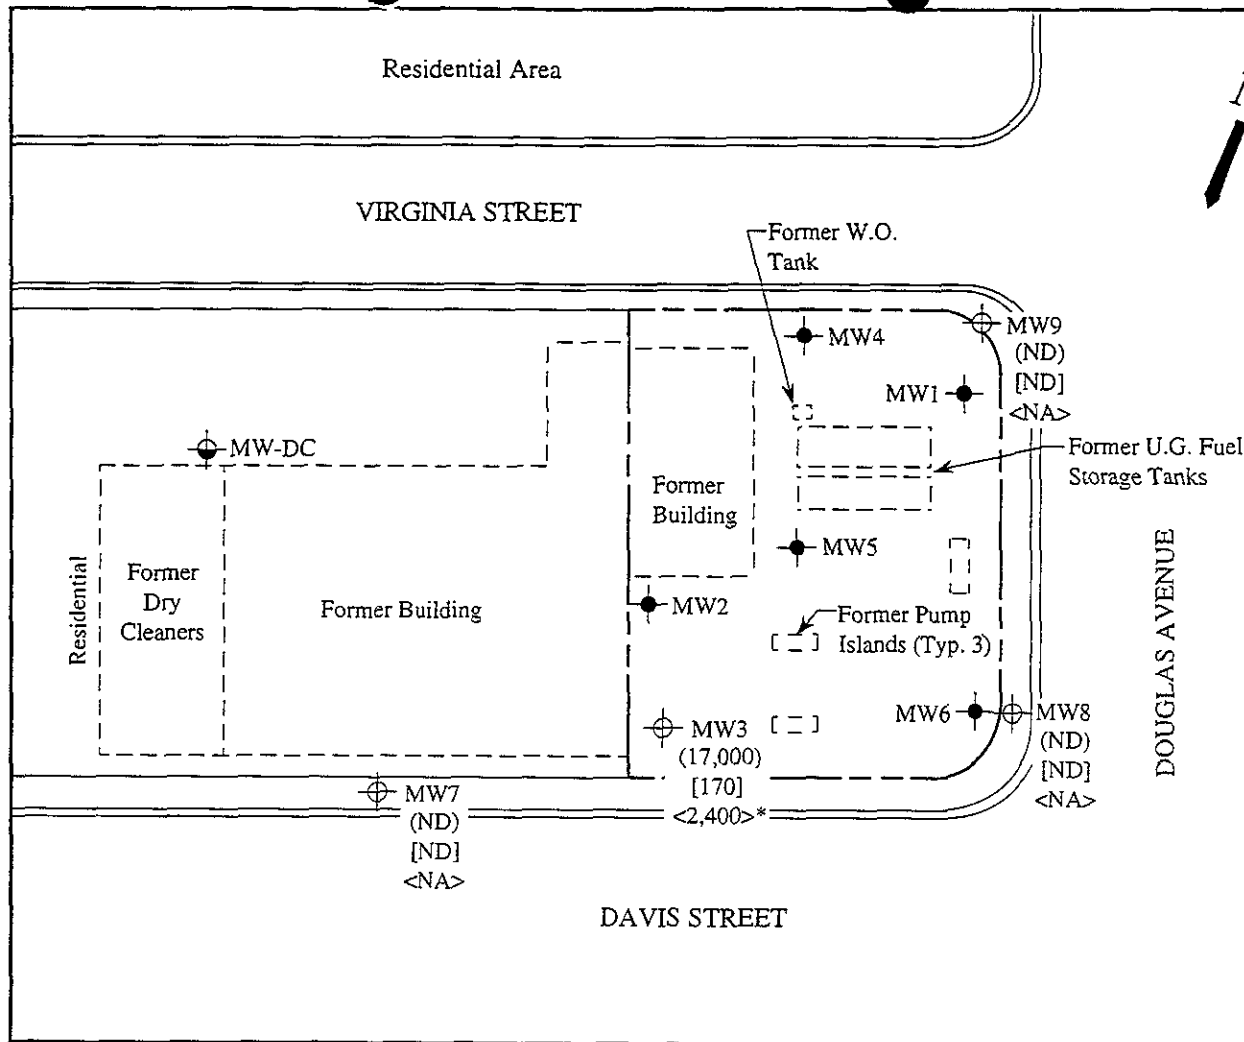 Residential Area
VIRGINIA STREET
Former W.O.
Tank
MW4
MW9
(ND)
[ND]
<NA>
MW1
MW-DC
Former U.G. Fuel
Storage Tanks
Former
Building
MW5
Residential
Former
Dry
Cleaners
Former Building
MW2
Former Pump
Islands (Typ. 3)
DOUGLAS AVENUE
MW6
MW8
(ND)
[ND]
<NA>
MW3
(17,000)
[170]
<2,400>*
MW7
(ND)
[ND]
<NA>
DAVIS STREET